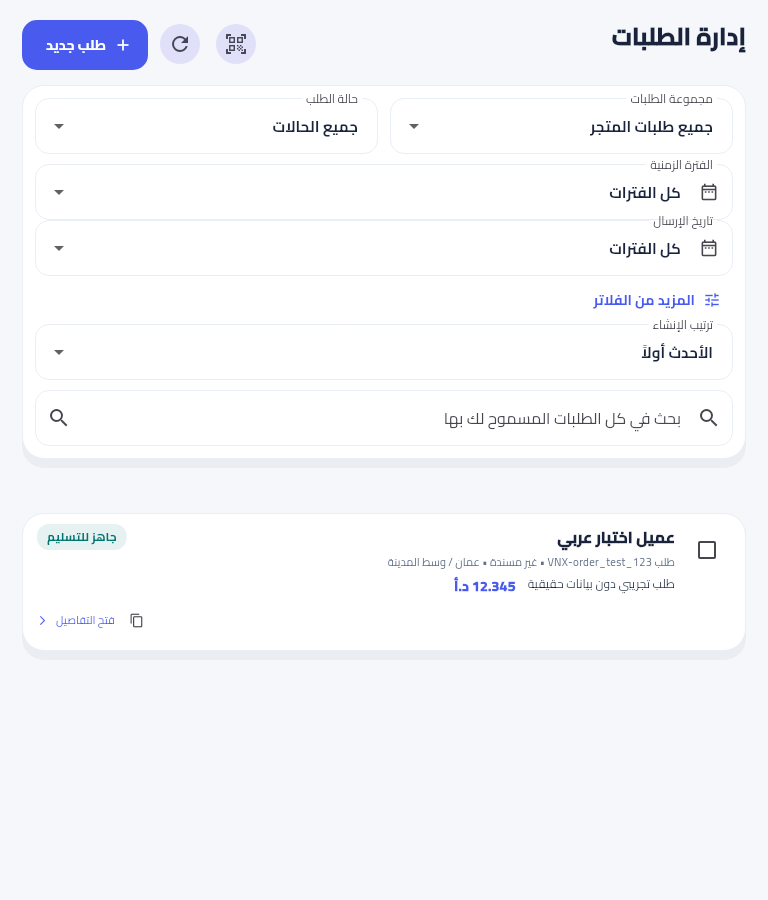 إدارة الطلبات
طلب جديد
مجموعة الطلبات
جميع طلبات المتجر
حالة الطلب
جميع الحالات
الفترة الزمنية
كل الفترات
تاريخ الإرسال
كل الفترات
المزيد من الفلاتر
ترتيب الإنشاء
الأحدث أولاً
بحث في كل الطلبات المسموح لك بها
عميل اختبار عربي
جاهز للتسليم
طلب VNX-order_test_123 • غير مسندة • عمان / وسط المدينة
طلب تجريبي دون بيانات حقيقية 12.345 د.أ
فتح التفاصيل